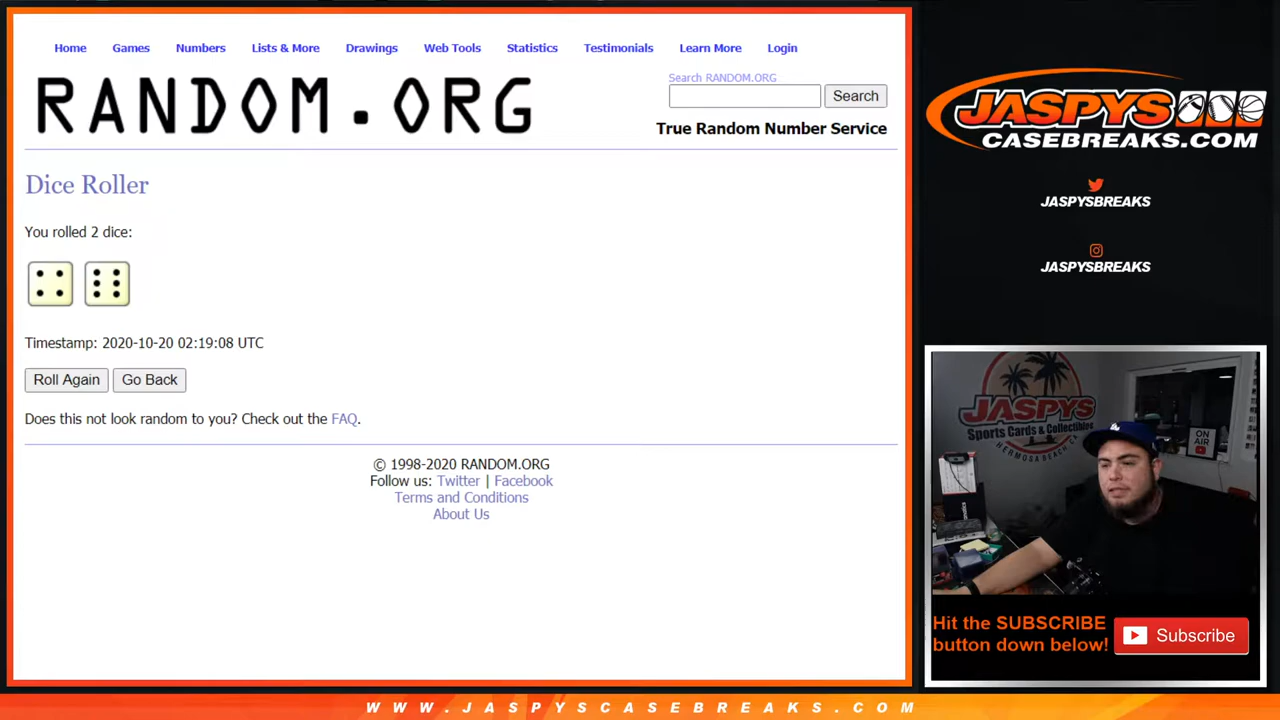 Home Games Numbers Lists & More Drawings Web Tools Statistics Testimonials Learn More Login
RANDOM.ORG
Search RANDOM.ORG
Search
True Random Number Service
Dice Roller
You rolled 2 dice:
Timestamp: 2020-10-20 02:19:08 UTC
Roll Again Go Back
Does this not look random to you? Check out the FAQ.
© 1998-2020 RANDOM.ORG
Follow us: Twitter | Facebook
Terms and Conditions
About Us
JASPYS
CASEBREAKS.COM
JASPYSBREAKS
JASPYSBREAKS
JASPYS
Sports Cards & Collectibles
HERMOSA BEACH, CA
ON
AIR
LA
Hit the SUBSCRIBE
button down below!
Subscribe
WWW.JASPYSCASEBREAKS.COM